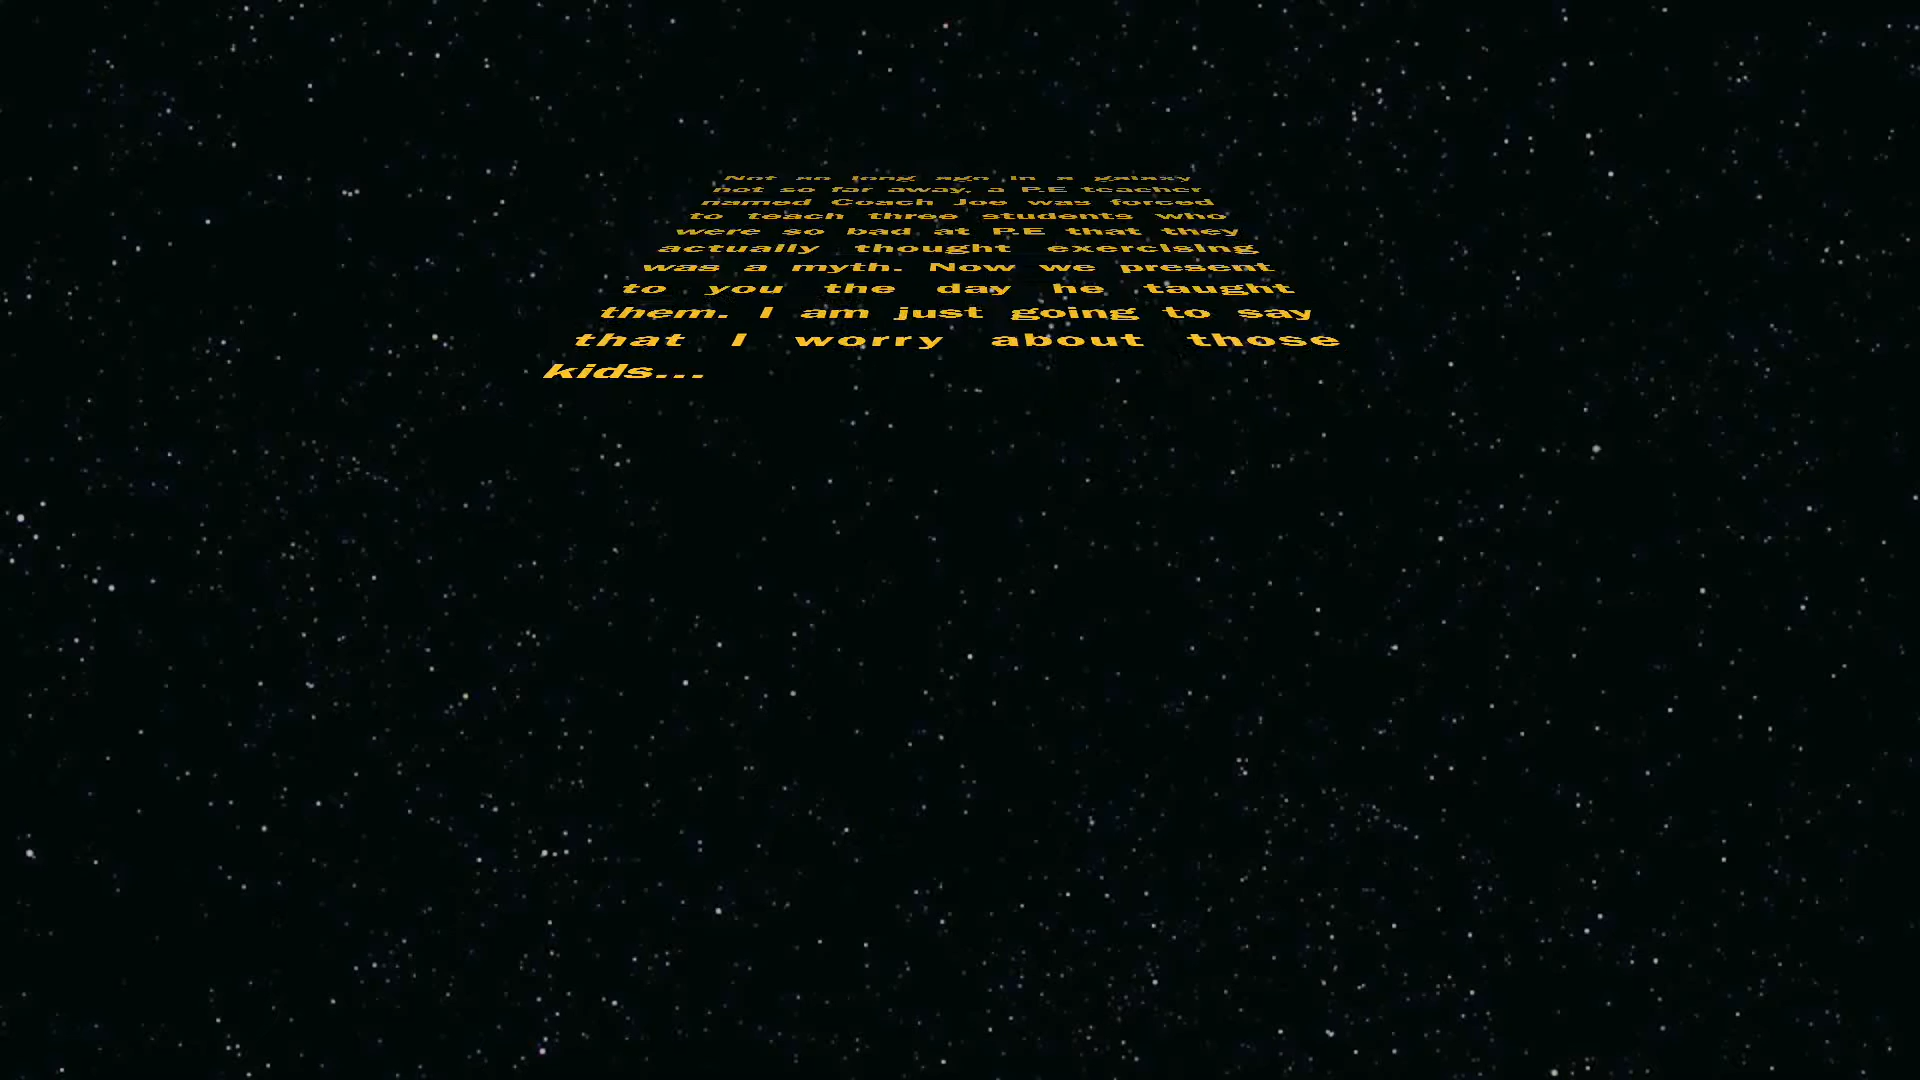 Not so long ago in a galaxy
not so far away, a P.E teacher
named Coach Joe was forced
to teach three students who
were so bad at P.E that they
actually thought exercising
was a myth. Now we present
to you the day he taught
them. I am just going to say
that I worry about those
kids...